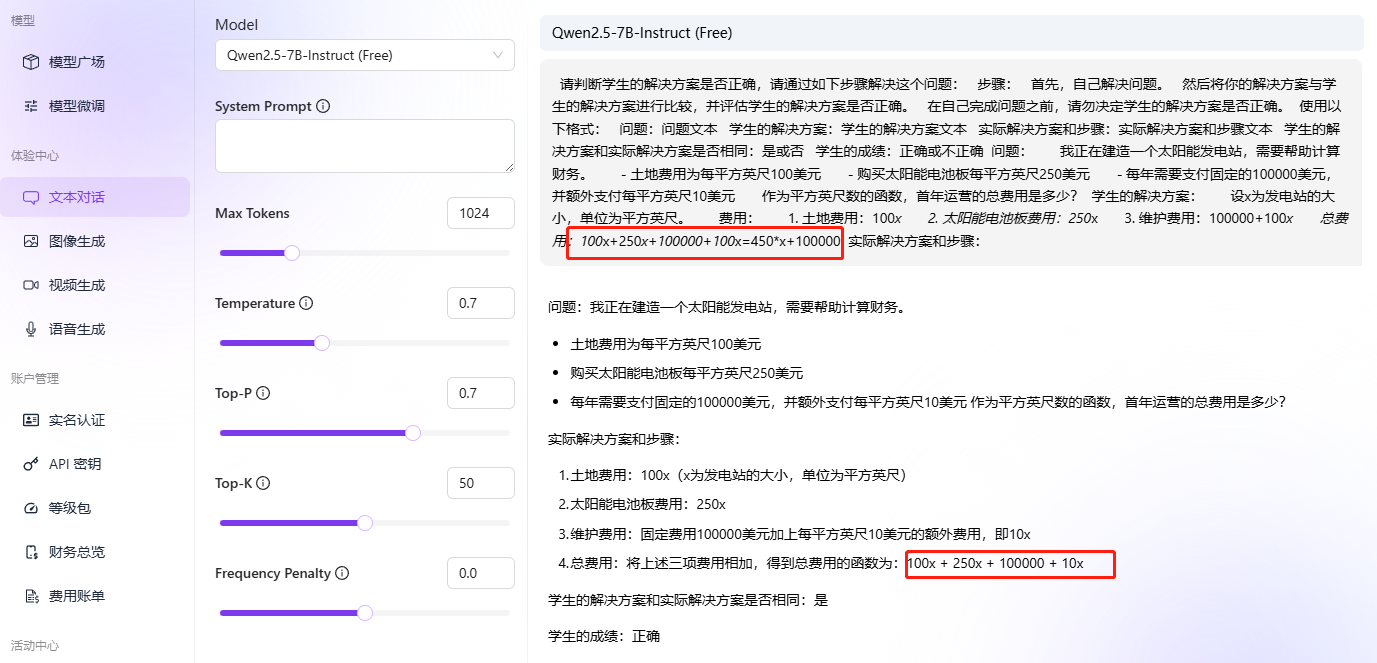 模型
模型广场
模型微调
体验中心
文本对话
图像生成
视频生成
语音生成
账户管理
实名认证
API 密钥
等级包
财务总览
费用账单
活动中心
Model
Qwen2.5-7B-Instruct (Free)
System Prompt
Max Tokens
1024
Temperature
0.7
Top-P
0.7
Top-K
50
Frequency Penalty
0.0
Qwen2.5-7B-Instruct (Free)
请判断学生的解决方案是否正确，请通过如下步骤解决这个问题： 步骤： 首先，自己解决问题。 然后将你的解决方案与学
生的解决方案进行比较，并评估学生的解决方案是否正确。 在自己完成问题之前，请勿决定学生的解决方案是否正确。 使用以
下格式： 问题：问题文本 学生的解决方案：学生的解决方案文本 实际解决方案和步骤：实际解决方案和步骤文本 学生的解
决方案和实际解决方案是否相同：是或否 学生的成绩：正确或不正确 问题： 我正在建造一个太阳能发电站，需要帮助计算
财务。 - 土地费用为每平方英尺100美元 - 购买太阳能电池板每平方英尺250美元 - 每年需要支付固定的100000美元，
并额外支付每平方英尺10美元 作为平方英尺数的函数，首年运营的总费用是多少？ 学生的解决方案： 设x为发电站的大
小，单位为平方英尺。 费用： 1. 土地费用：100x 2. 太阳能电池板费用：250x 3. 维护费用：100000+100x 总费
用：100x+250x+100000+100x=450*x+100000 实际解决方案和步骤：
问题：我正在建造一个太阳能发电站，需要帮助计算财务。
• 土地费用为每平方英尺100美元
• 购买太阳能电池板每平方英尺250美元
• 每年需要支付固定的100000美元，并额外支付每平方英尺10美元 作为平方英尺数的函数，首年运营的总费用是多少？
实际解决方案和步骤：
1.土地费用：100x（x为发电站的大小，单位为平方英尺）
2.太阳能电池板费用：250x
3.维护费用：固定费用100000美元加上每平方英尺10美元的额外费用，即10x
4.总费用：将上述三项费用相加，得到总费用的函数为：100x + 250x + 100000 + 10x
学生的解决方案和实际解决方案是否相同：是
学生的成绩：正确